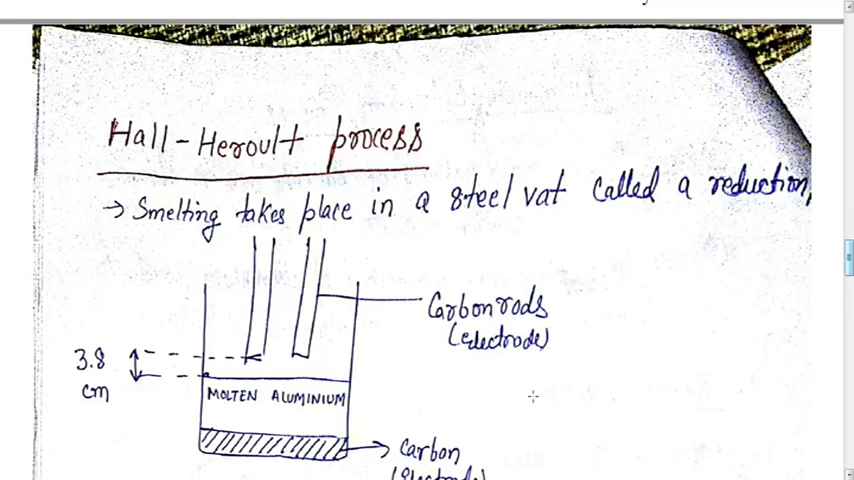 Hall-Heroult process
→ Smelting takes place in a steel vat called a reduction,
Carbon rods
(electrode)
3.8
cm
MOLTEN ALUMINIUM
Carbon
(electrode)